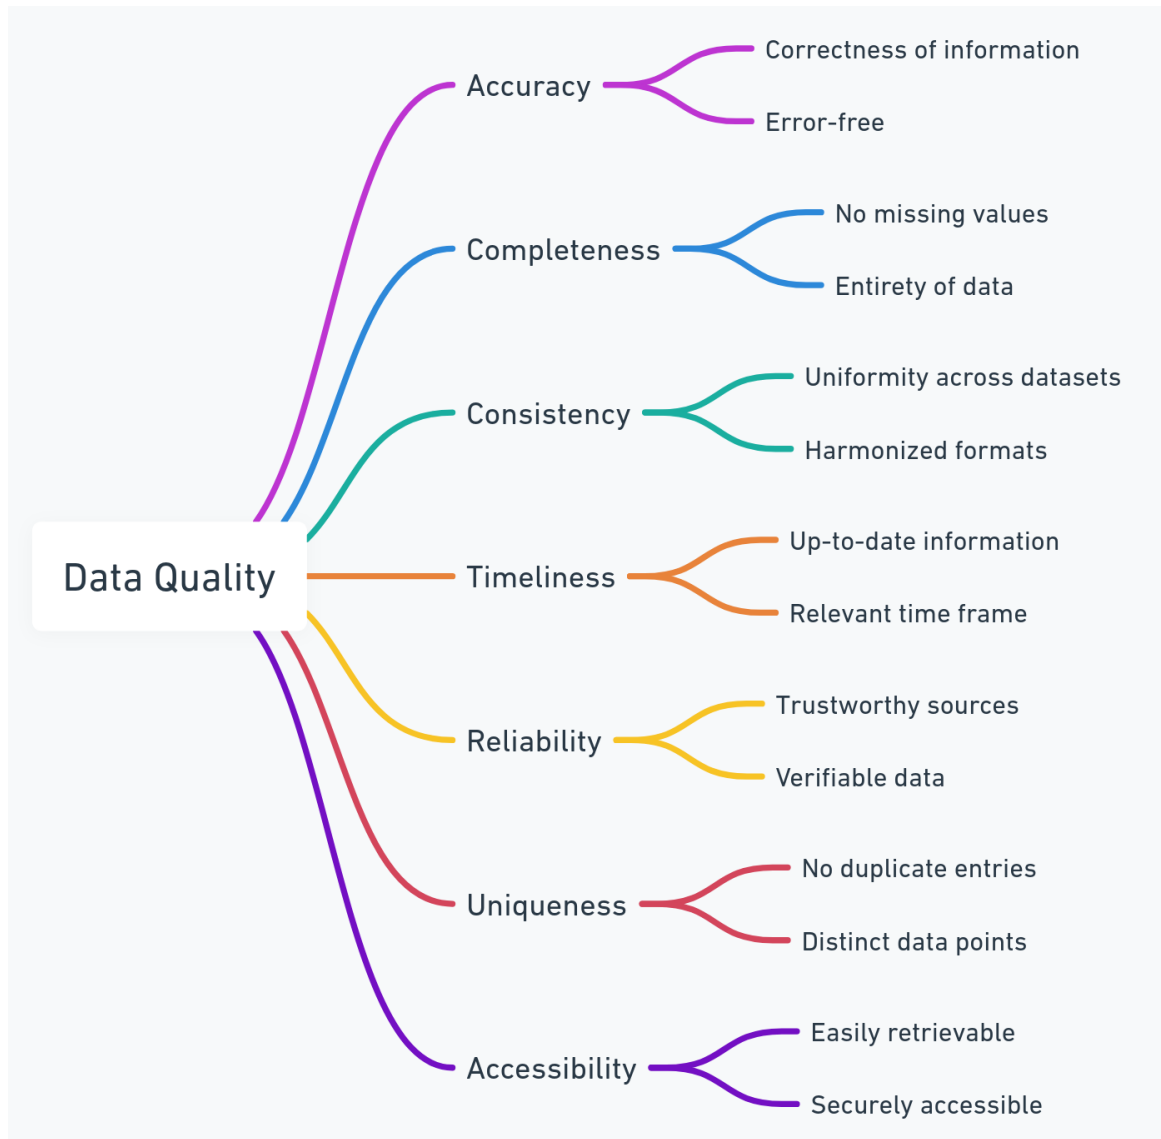 Data Quality
Accuracy
Correctness of information
Error-free
Completeness
No missing values
Entirety of data
Consistency
Uniformity across datasets
Harmonized formats
Timeliness
Up-to-date information
Relevant time frame
Reliability
Trustworthy sources
Verifiable data
Uniqueness
No duplicate entries
Distinct data points
Accessibility
Easily retrievable
Securely accessible